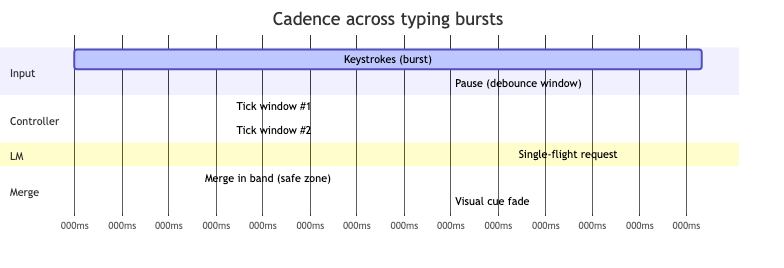 Cadence across typing bursts
Input
Keystrokes (burst)
Pause (debounce window)
Controller
Tick window #1
Tick window #2
LM
Single-flight request
Merge
Merge in band (safe zone)
Visual cue fade
000ms 000ms 000ms 000ms 000ms 000ms 000ms 000ms 000ms 000ms 000ms 000ms 000ms 000ms